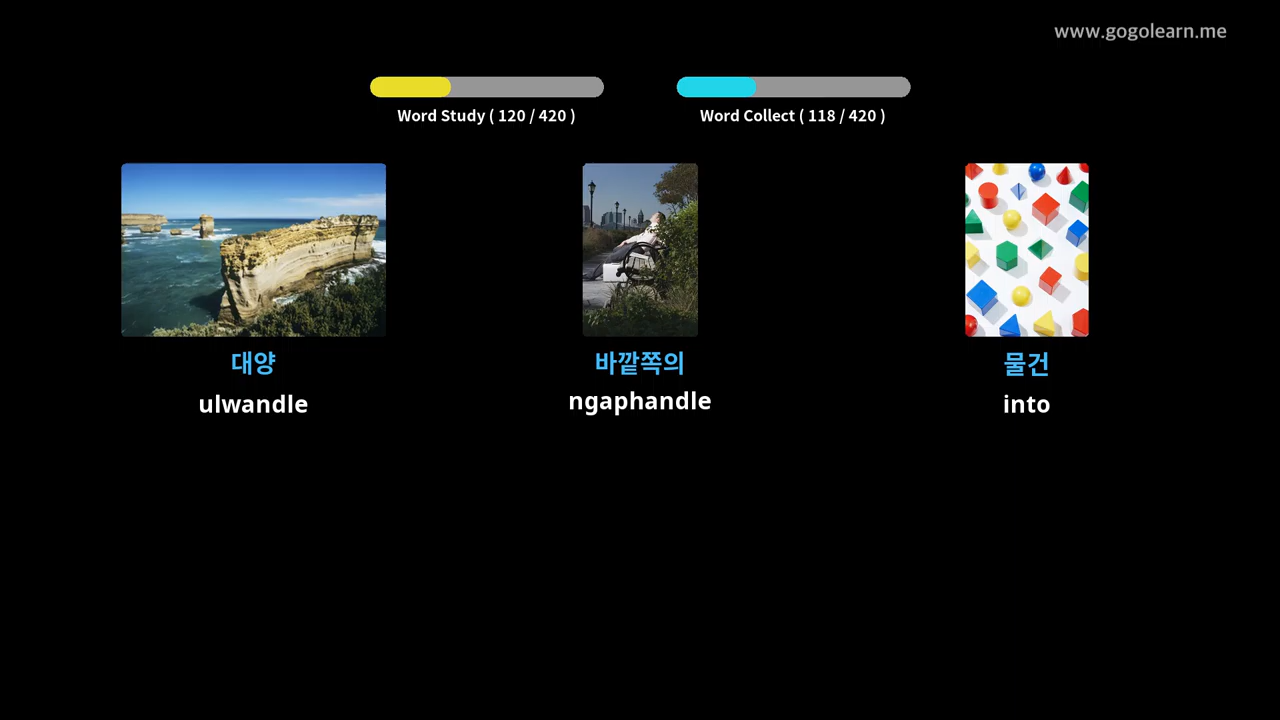 www.gogolearn.me
Word Study ( 120 / 420 )
Word Collect ( 118 / 420 )
대양
바깥쪽의
물건
ulwandle
ngaphandle
into